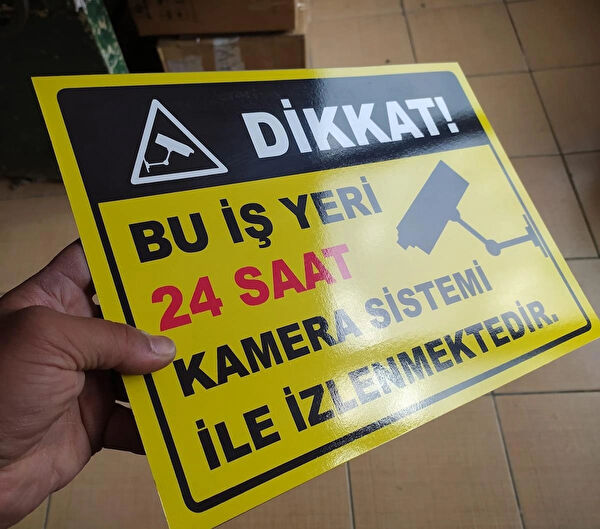 DİKKAT!
BU İŞ YERİ
24 SAAT
KAMERA SİSTEMİ
İLE İZLENMEKTEDİR.